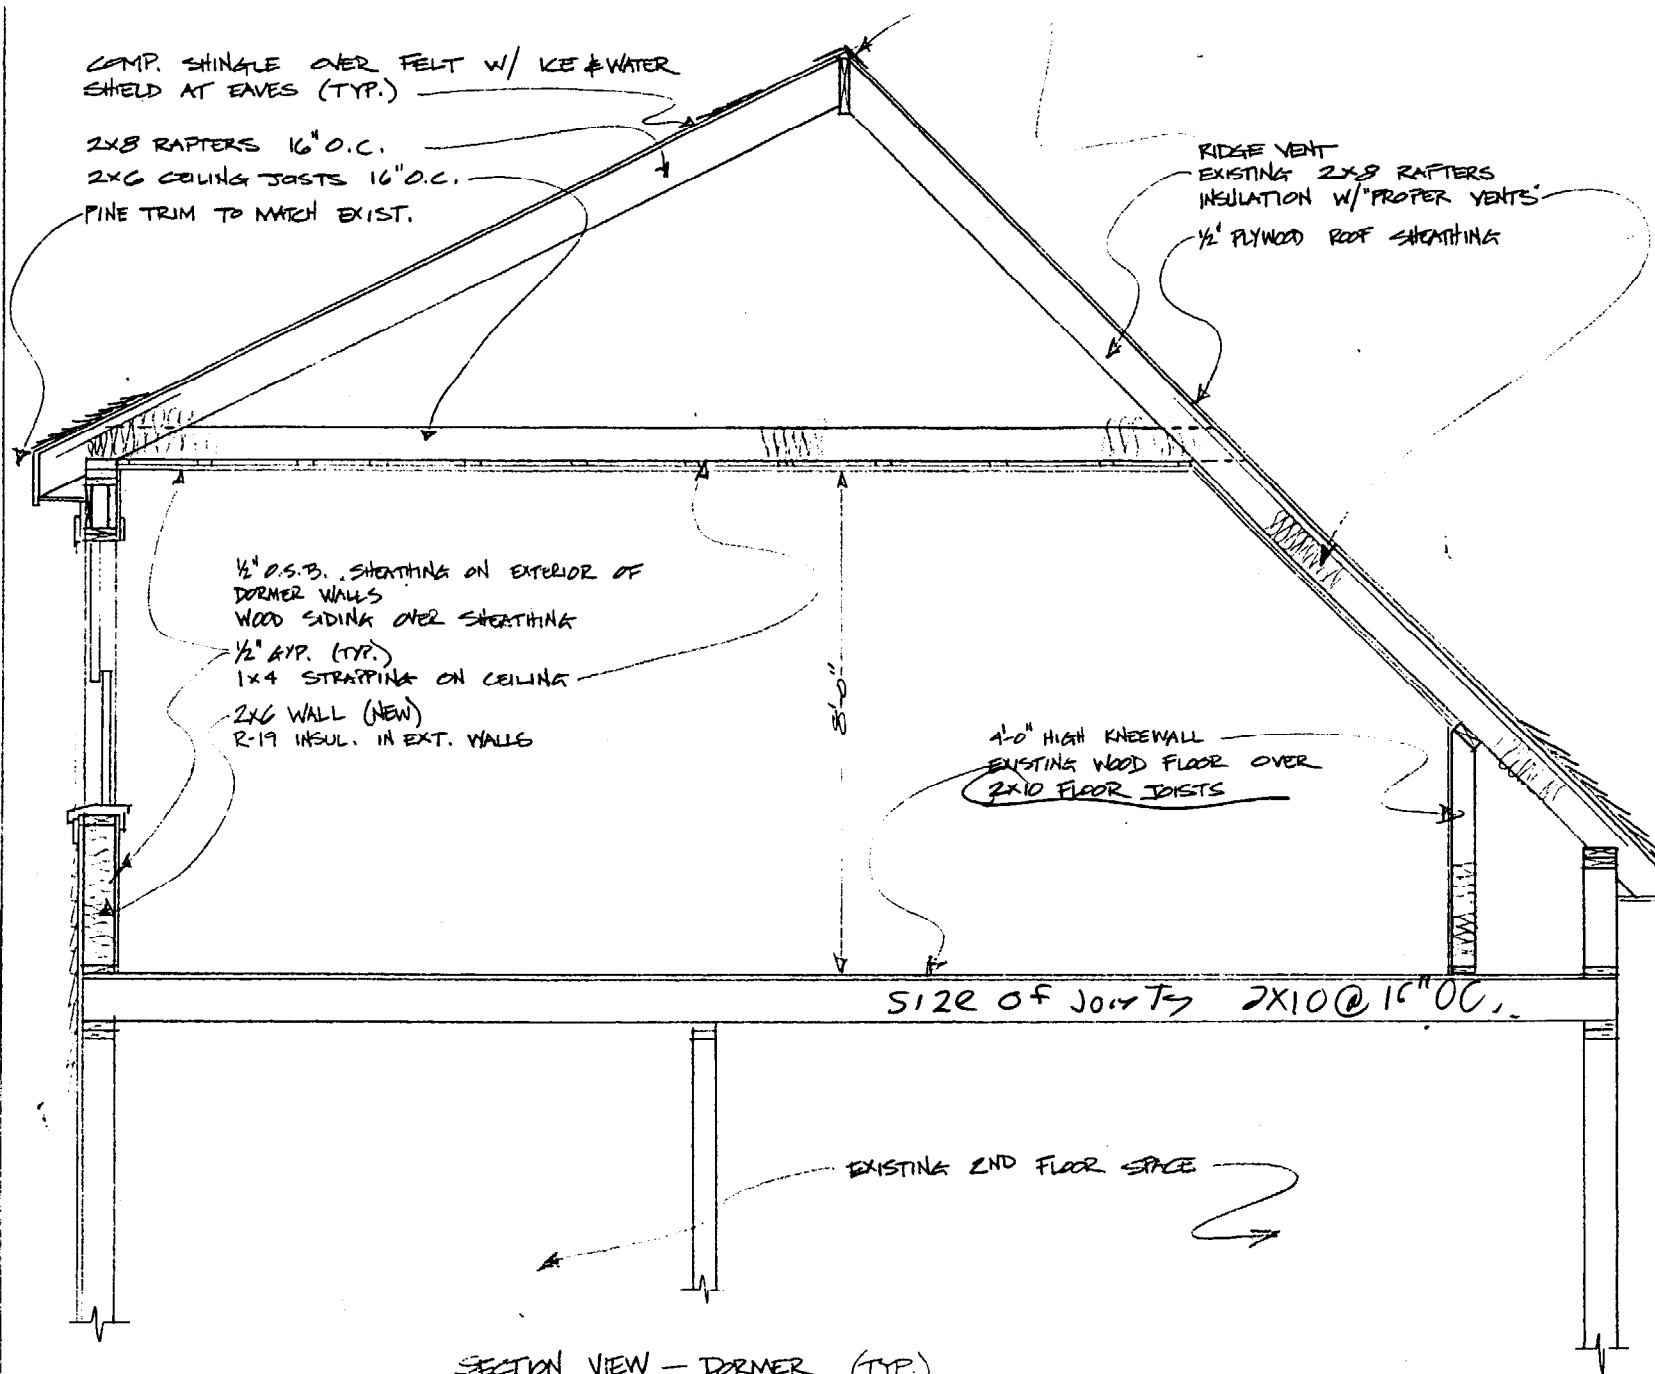 COMP. SHINGLE OVER FELT W/ ICE & WATER
SHIELD AT EAVES (TYP.)
2X8 RAFTERS 16" O.C.
2X6 CEILING JOISTS 16" O.C.
PINE TRIM TO MATCH EXIST.
RIDGE VENT
EXISTING 2X8 RAFTERS
INSULATION W/"PROPER VENTS"
1/2" PLYWOOD ROOF SHEATHING
1/2" O.S.B. SHEATHING ON EXTERIOR OF
DORMER WALLS
WOOD SIDING OVER SHEATHING
1/2" GYP. (TYP.)
1X4 STRAPPING ON CEILING
2X6 WALL (NEW)
R-19 INSUL. IN EXT. WALLS
8'-0"
4'-0" HIGH KNEEWALL
EXISTING WOOD FLOOR OVER
2X10 FLOOR JOISTS
SIZE OF JOISTS 2X10 @ 16" OC.
EXISTING 2ND FLOOR SPACE
SECTION VIEW — DORMER (TYP.)